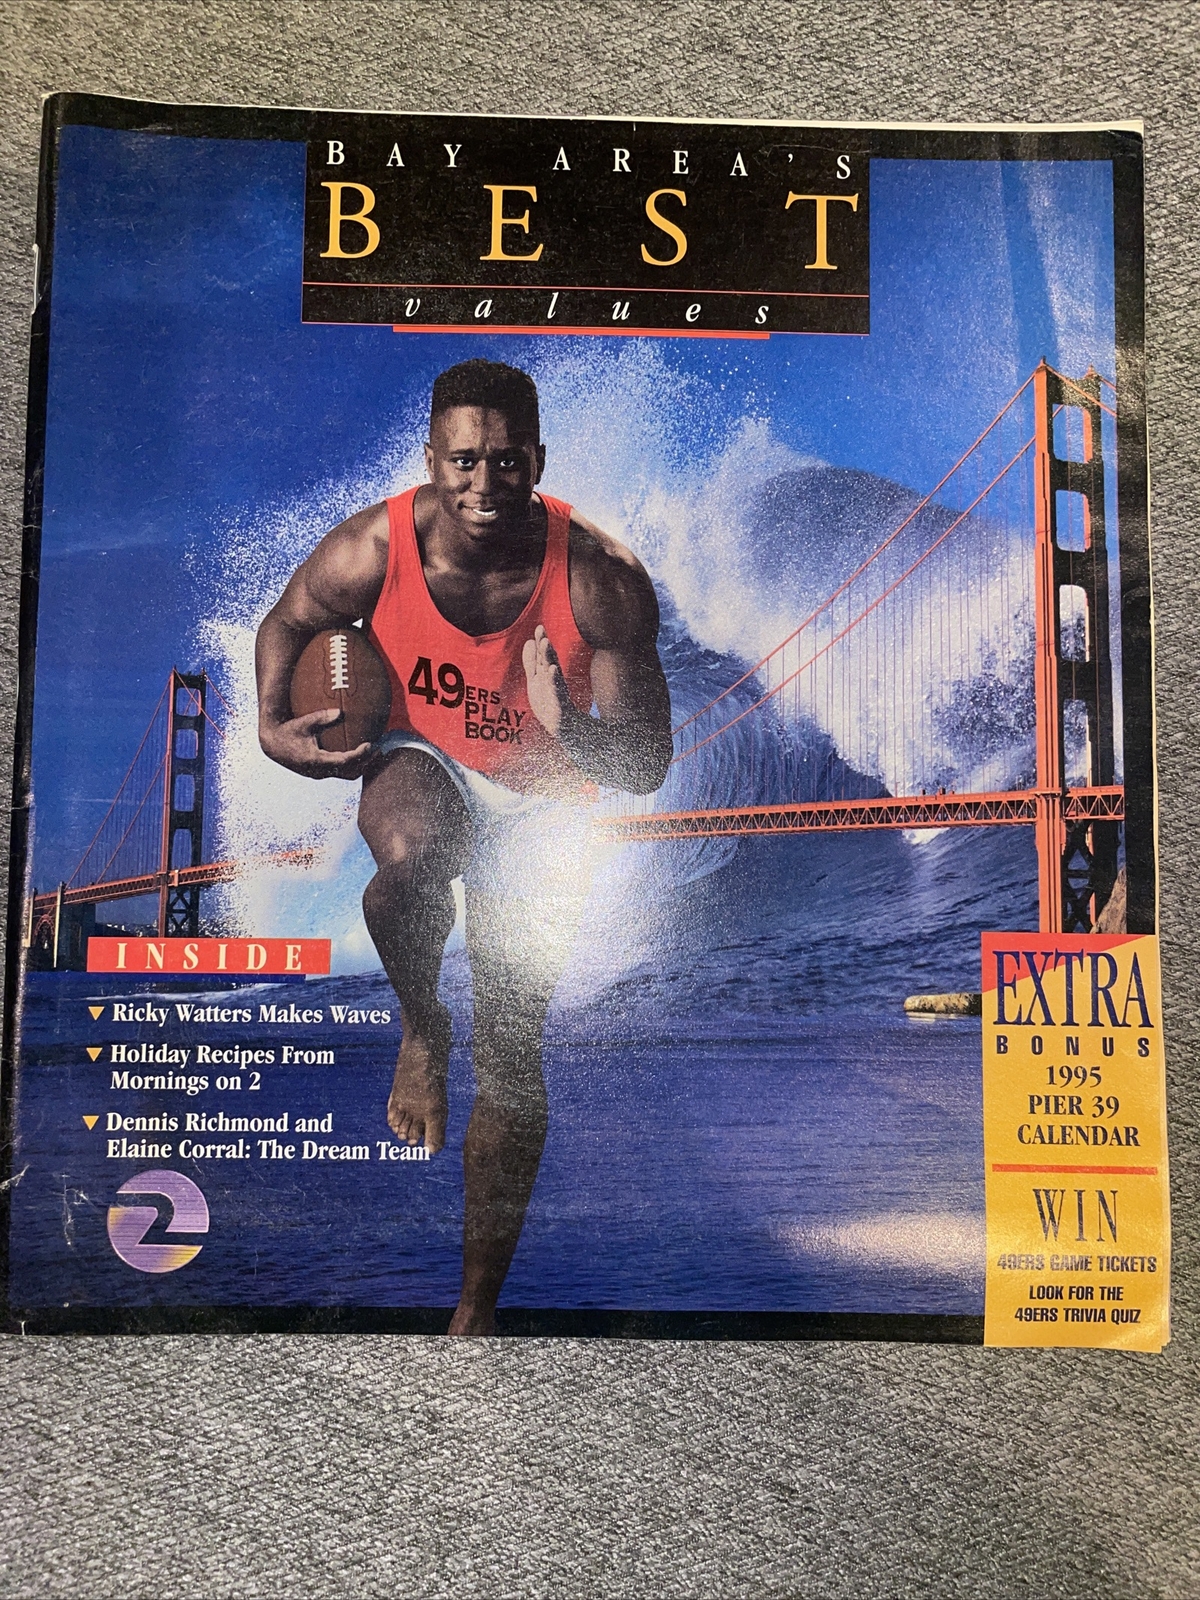 BAY AREA'S
BEST
values
49ERS
PLAY
BOOK
INSIDE
Ricky Watters Makes Waves
Holiday Recipes From
Mornings on 2
Dennis Richmond and
Elaine Corral: The Dream Team
2
EXTRA
BONUS
1995
PIER 39
CALENDAR
WIN
49ERS GAME TICKETS
LOOK FOR THE
49ERS TRIVIA QUIZ